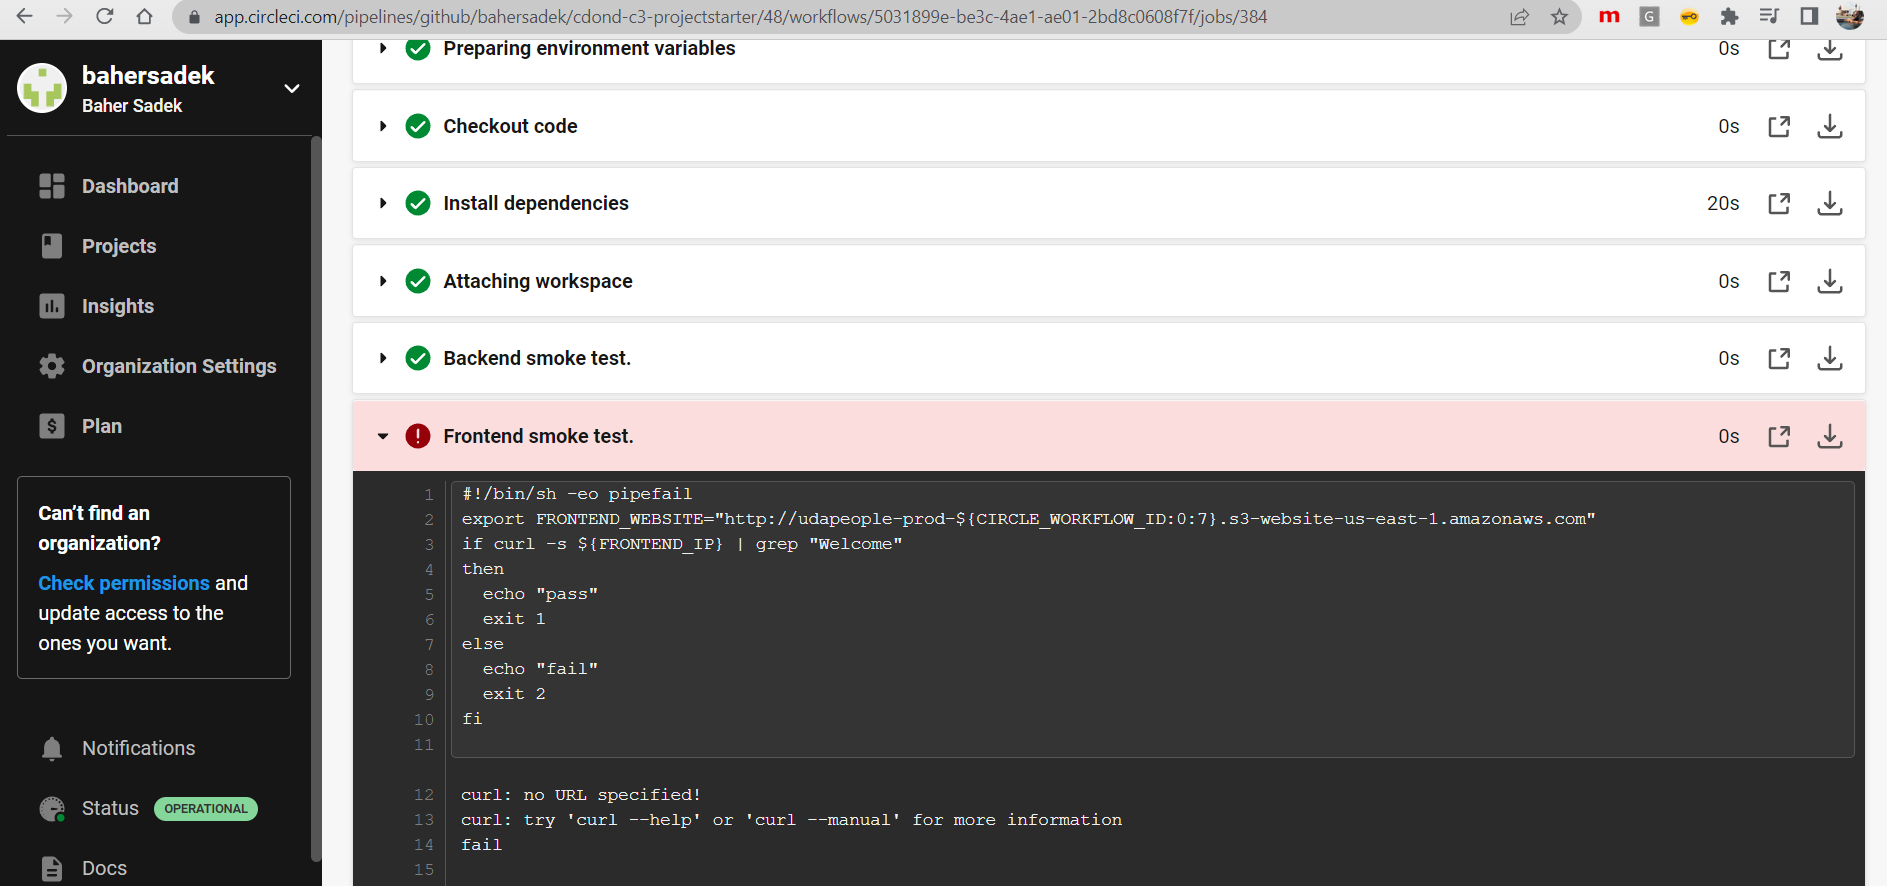 app.circleci.com/pipelines/github/bahersadek/cdond-c3-projectstarter/48/workflows/5031899e-be3c-4ae1-ae01-2bd8c0608f7f/jobs/384
m
G
bahersadek
Baher Sadek
Dashboard
Projects
Insights
Organization Settings
$ Plan
Can't find an
organization?
Check permissions and
update access to the
ones you want.
Notifications
Status OPERATIONAL
Docs
Preparing environment variables 0s
Checkout code 0s
Install dependencies 20s
Attaching workspace 0s
Backend smoke test. 0s
! Frontend smoke test. 0s
1 #!/bin/sh -eo pipefail
2 export FRONTEND_WEBSITE="http://udapeople-prod-${CIRCLE_WORKFLOW_ID:0:7}.s3-website-us-east-1.amazonaws.com"
3 if curl -s ${FRONTEND_IP} | grep "Welcome"
4 then
5 echo "pass"
6 exit 1
7 else
8 echo "fail"
9 exit 2
10 fi
11
12 curl: no URL specified!
13 curl: try 'curl --help' or 'curl --manual' for more information
14 fail
15